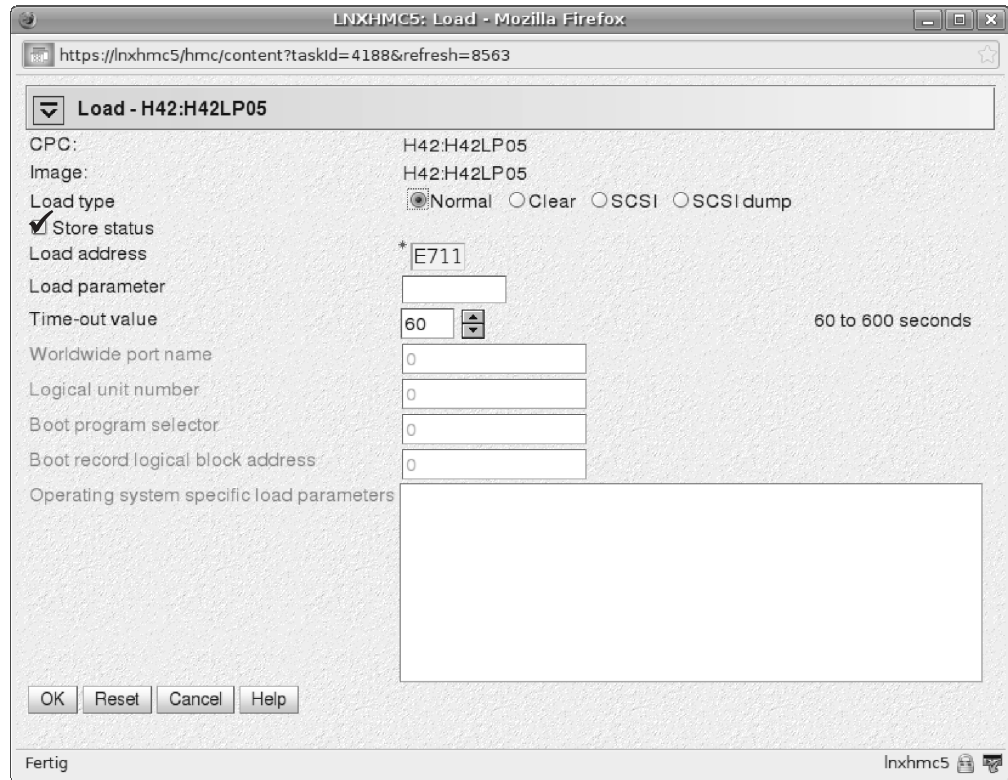 LNXHMC5: Load - Mozilla Firefox
https://lnxhmc5/hmc/content?taskId=4188&refresh=8563
Load - H42:H42LP05
CPC: H42:H42LP05
Image: H42:H42LP05
Load type Normal Clear SCSI SCSI dump
Store status
Load address * E711
Load parameter
Time-out value 60 60 to 600 seconds
Worldwide port name 0
Logical unit number 0
Boot program selector 0
Boot record logical block address 0
Operating system specific load parameters
OK Reset Cancel Help
Fertig lnxhmc5